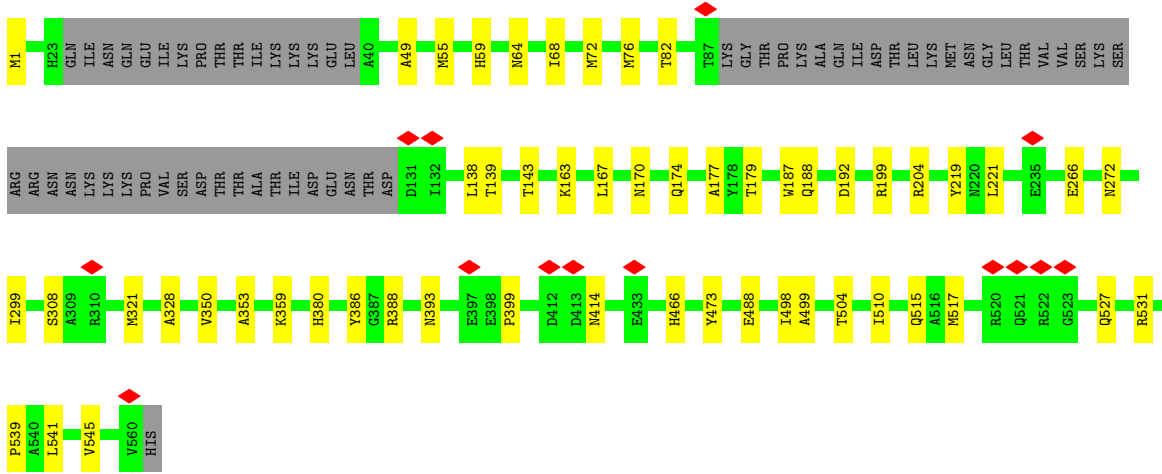 M1 H23 GLN ILE ASN GLN GLU ILE LYS PRO THR THR ILE LYS LYS LYS GLU LEU A40 A49 M55 H59 N64 I68 M72 M76 T82 T87 LYS GLY THR PRO LYS ALA GLN ILE ASP THR LEU LYS MET ASN GLY LEU THR VAL VAL SER LYS SER
ARG ARG ASN ASN LYS LYS LYS PRO VAL SER ASP THR THR ALA THR ILE ASP GLU ASN THR ASP D131 I132 L138 T139 T143 K163 L167 N170 Q174 A177 Y178 T179 W187 Q188 D192 R199 R204 Y219 N220 L221 E235 E266 N272
I299 S308 A309 R310 M321 A328 V350 A353 K359 H380 Y386 G387 R388 N393 E397 E398 P399 D412 D413 N414 E433 H466 Y473 E488 I498 A499 T504 I510 Q515 A516 M517 R520 Q521 R522 G523 Q527 R531
P539 A540 L541 V545 V560 HIS